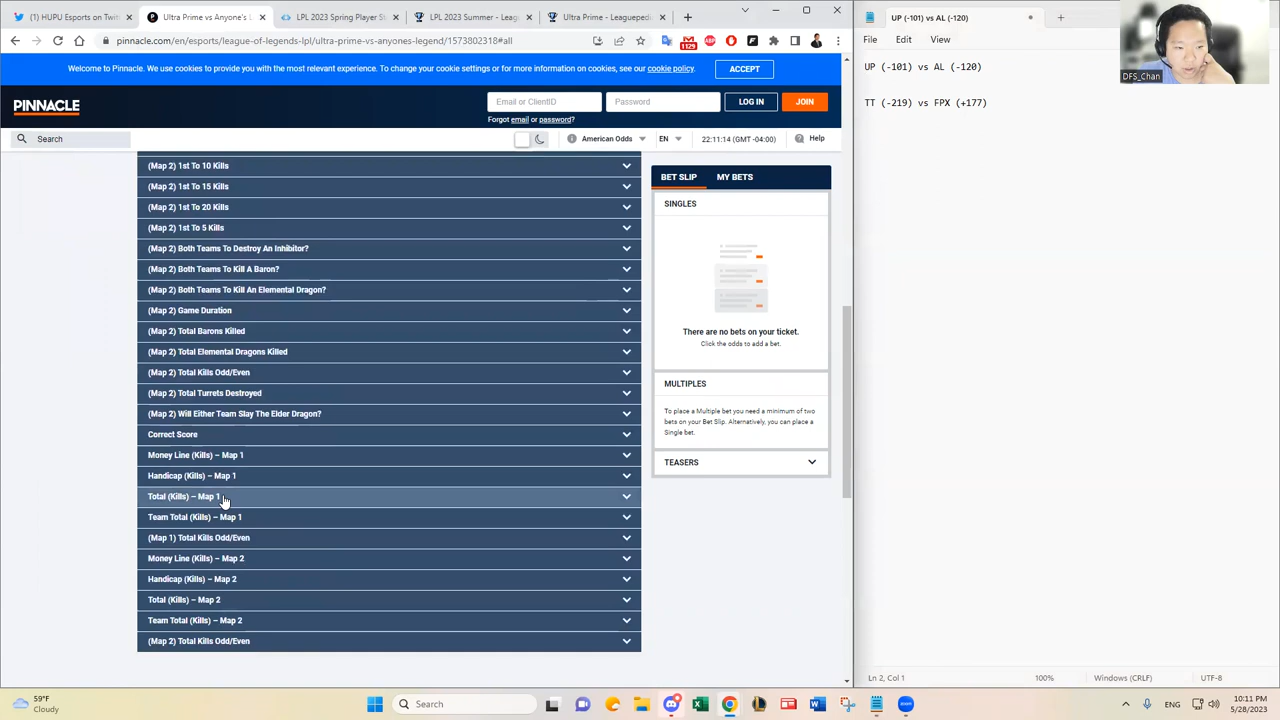 (1) HUPU Esports on Twi
Ultra Prime vs Anyone's L
LPL 2023 Spring Player St
LPL 2023 Summer - Leag
Ultra Prime - Leaguepedi
UP (-101) vs AL (-120)
pinnacle.com/en/esports/league-of-legends-lpl/ultra-prime-vs-anyones-legend/1573802318#all
1129
File Edit View
DFS_Chan
Welcome to Pinnacle. We use cookies to provide you with the most relevant experience. To change your cookie settings or for more information on cookies, see our cookie policy.
ACCEPT
UP (-101) vs AL (-120)
TT (-219) vs FPX (+177)
PINNACLE
Email or ClientID
Password
LOG IN
JOIN
Forgot email or password?
Search
American Odds
EN
22:11:14 (GMT -04:00)
Help
(Map 2) 1st To 10 Kills
(Map 2) 1st To 15 Kills
(Map 2) 1st To 20 Kills
(Map 2) 1st To 5 Kills
(Map 2) Both Teams To Destroy An Inhibitor?
(Map 2) Both Teams To Kill A Baron?
(Map 2) Both Teams To Kill An Elemental Dragon?
(Map 2) Game Duration
(Map 2) Total Barons Killed
(Map 2) Total Elemental Dragons Killed
(Map 2) Total Kills Odd/Even
(Map 2) Total Turrets Destroyed
(Map 2) Will Either Team Slay The Elder Dragon?
Correct Score
Money Line (Kills) – Map 1
Handicap (Kills) – Map 1
Total (Kills) – Map 1
Team Total (Kills) – Map 1
(Map 1) Total Kills Odd/Even
Money Line (Kills) – Map 2
Handicap (Kills) – Map 2
Total (Kills) – Map 2
Team Total (Kills) – Map 2
(Map 2) Total Kills Odd/Even
BET SLIP
MY BETS
SINGLES
There are no bets on your ticket.
Click the odds to add a bet.
MULTIPLES
To place a Multiple bet you need a minimum of two
bets on your Bet Slip. Alternatively, you can place a
Single bet.
TEASERS
Ln 2, Col 1
100%
Windows (CRLF)
UTF-8
59°F
Cloudy
Search
ENG
10:11 PM
5/28/2023